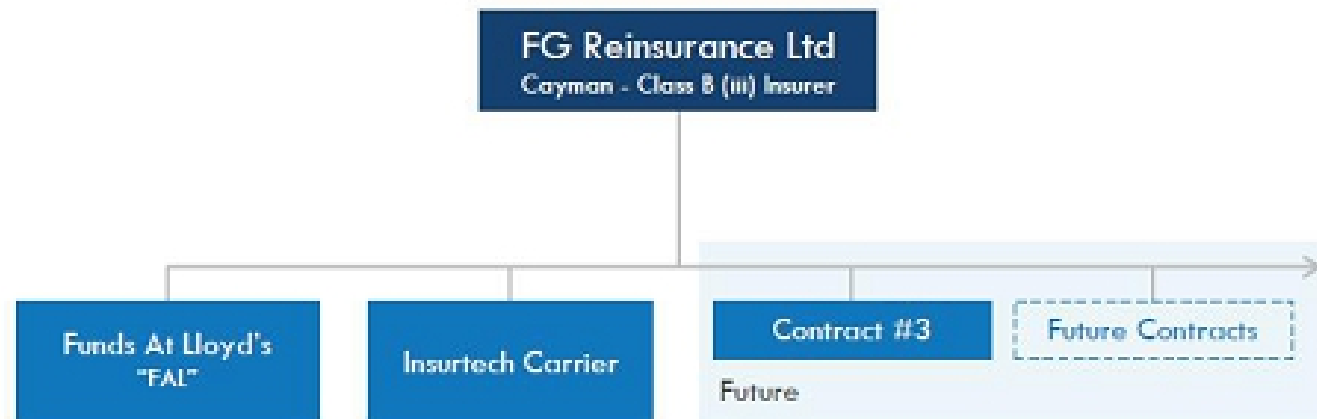 FG Reinsurance Ltd
Cayman - Class B (iii) Insurer
Funds At Lloyd's
"FAL"
Insurtech Carrier
Contract #3
Future Contracts
Future